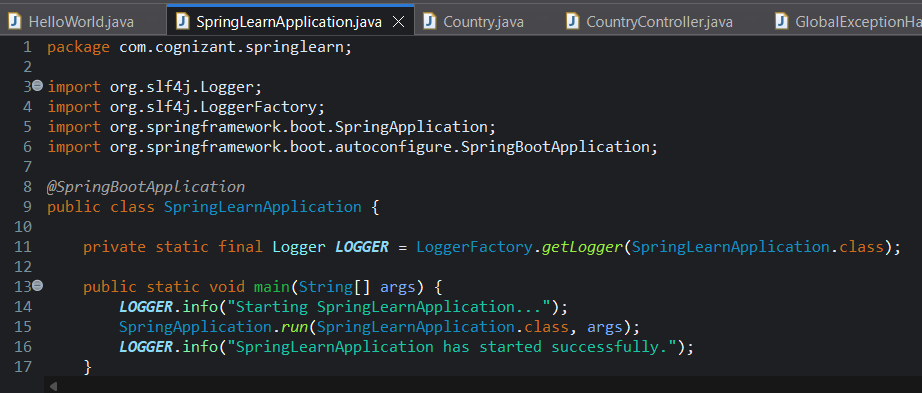 HelloWorld.java SpringLearnApplication.java Country.java CountryController.java GlobalExceptionHa
1 package com.cognizant.springlearn;
2
3 import org.slf4j.Logger;
4 import org.slf4j.LoggerFactory;
5 import org.springframework.boot.SpringApplication;
6 import org.springframework.boot.autoconfigure.SpringBootApplication;
7
8 @SpringBootApplication
9 public class SpringLearnApplication {
10
11     private static final Logger LOGGER = LoggerFactory.getLogger(SpringLearnApplication.class);
12
13     public static void main(String[] args) {
14         LOGGER.info("Starting SpringLearnApplication...");
15         SpringApplication.run(SpringLearnApplication.class, args);
16         LOGGER.info("SpringLearnApplication has started successfully.");
17     }